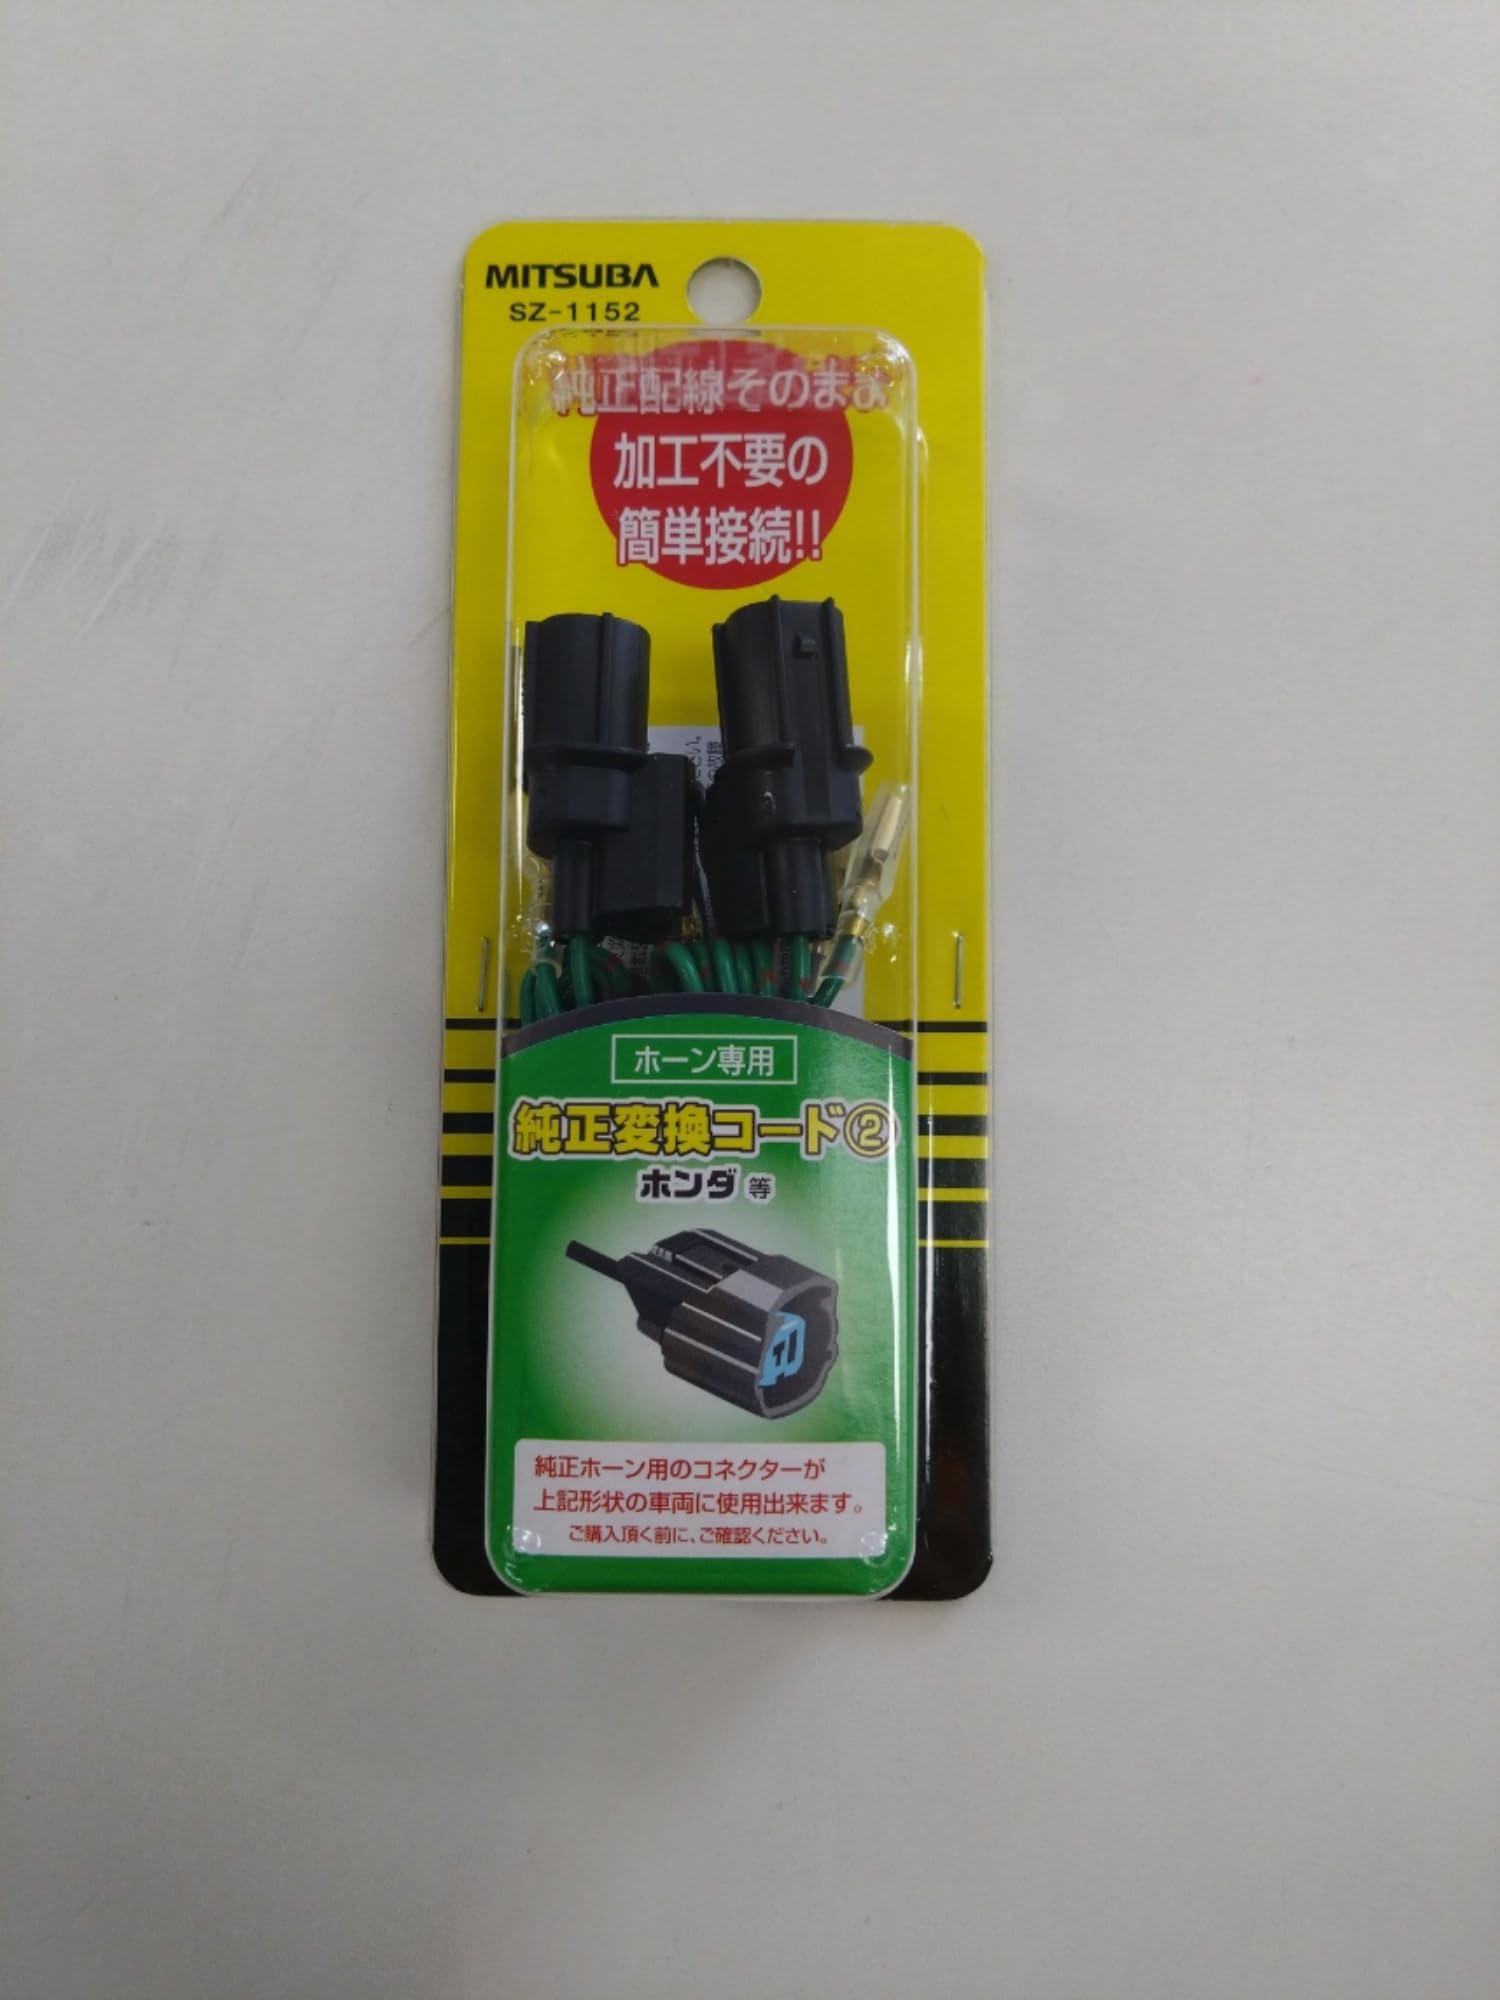 MITSUBA
SZ-1152
純正配線そのまま
加工不要の
簡単接続!!
ホーン専用
純正変換コード②
ホンダ 等
純正ホーン用のコネクターが
上記形状の車両に使用出来ます。
ご購入頂く前に、ご確認ください。